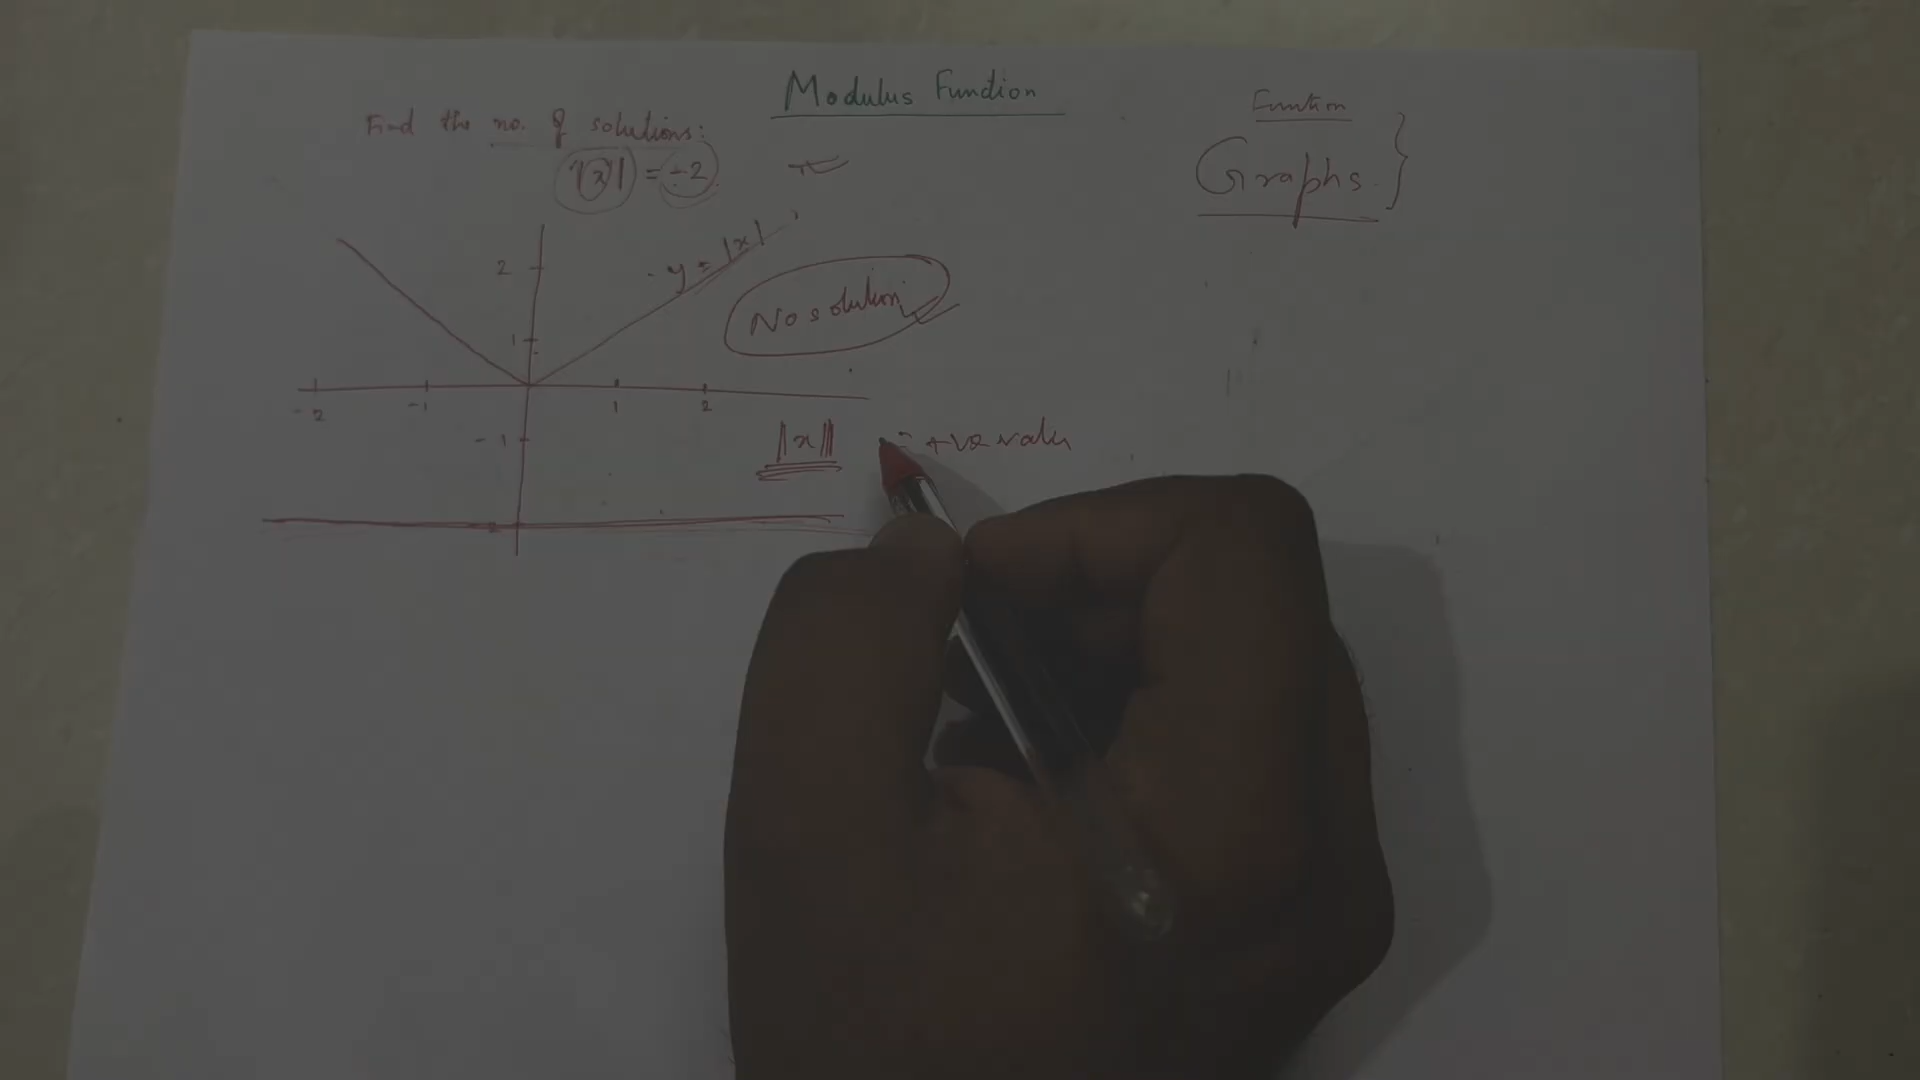 Modulus Function
Function
Graphs.
Find the no. of solutions:
|x| = -2
y = |x|
2
1
No solution
-2 -1 1 2
-1
|x| = +ve